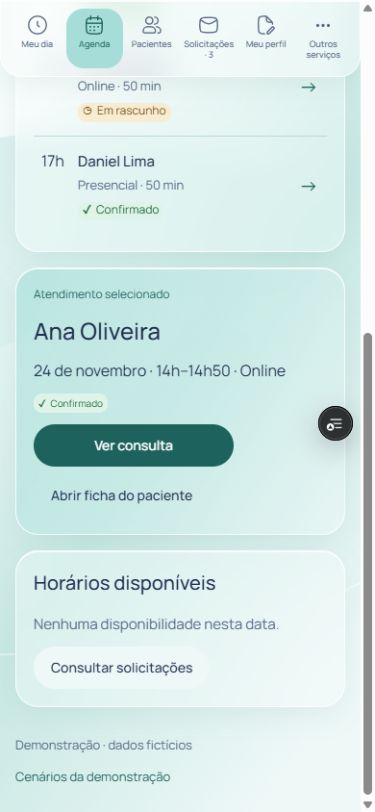 Meu dia
Agenda
Pacientes
Solicitações
· 3
Meu perfil
Outros
serviços
Online · 50 min
Em rascunho
17h Daniel Lima
Presencial · 50 min
✓ Confirmado
Atendimento selecionado
Ana Oliveira
24 de novembro · 14h–14h50 · Online
✓ Confirmado
Ver consulta
Abrir ficha do paciente
Horários disponíveis
Nenhuma disponibilidade nesta data.
Consultar solicitações
Demonstração · dados fictícios
Cenários da demonstração